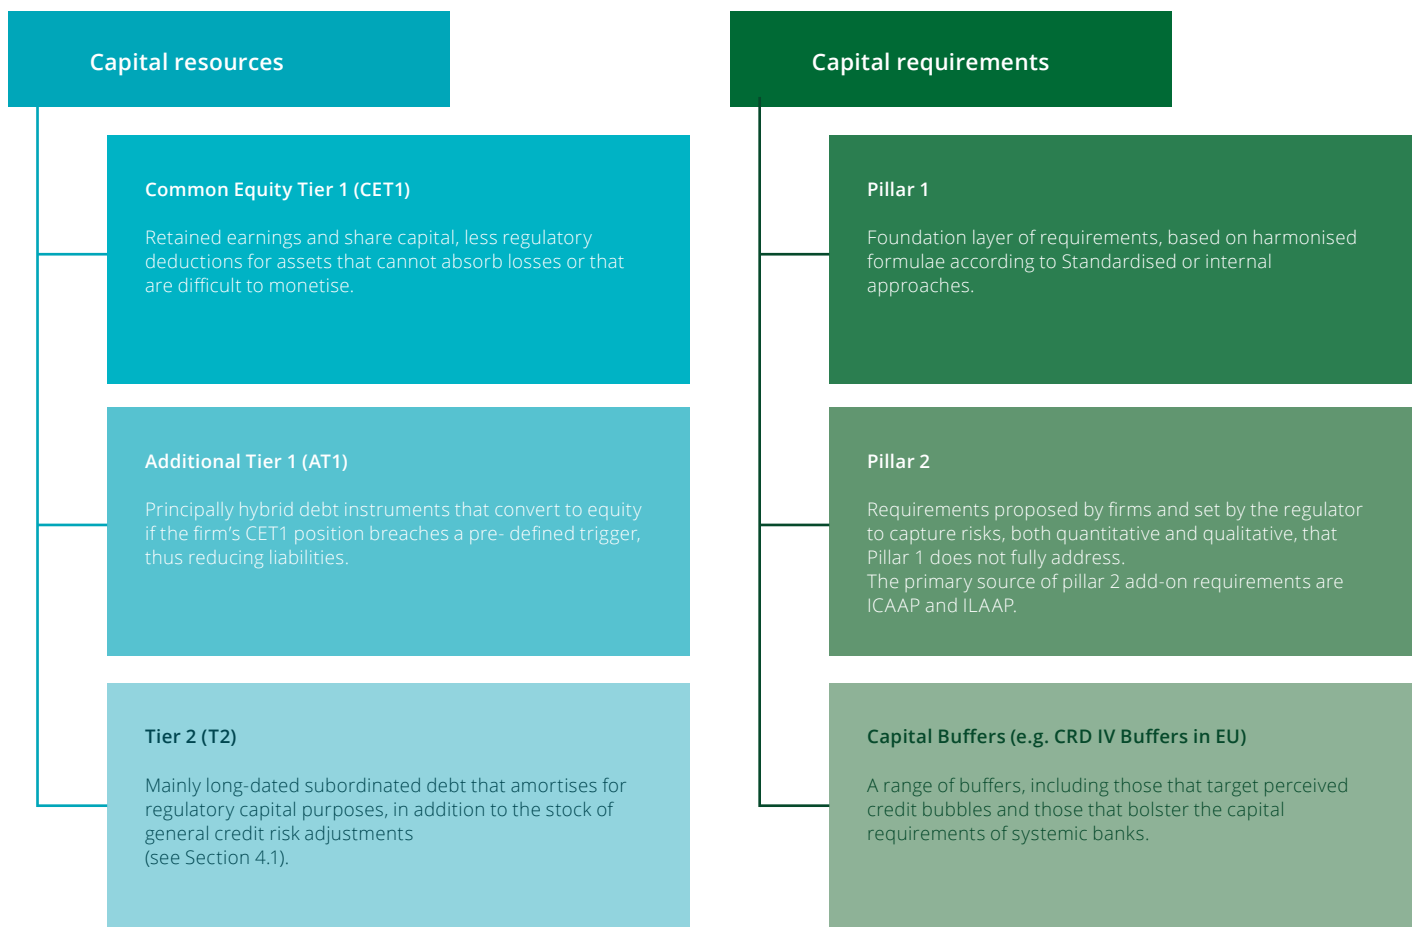 Capital resources
Common Equity Tier 1 (CET1)
Retained earnings and share capital, less regulatory
deductions for assets that cannot absorb losses or that
are difficult to monetise.
Additional Tier 1 (AT1)
Principally hybrid debt instruments that convert to equity
if the firm’s CET1 position breaches a pre- defined trigger,
thus reducing liabilities.
Tier 2 (T2)
Mainly long-dated subordinated debt that amortises for
regulatory capital purposes, in addition to the stock of
general credit risk adjustments
(see Section 4.1).
Capital requirements
Pillar 1
Foundation layer of requirements, based on harmonised
formulae according to Standardised or internal
approaches.
Pillar 2
Requirements proposed by firms and set by the regulator
to capture risks, both quantitative and qualitative, that
Pillar 1 does not fully address.
The primary source of pillar 2 add-on requirements are
ICAAP and ILAAP.
Capital Buffers (e.g. CRD IV Buffers in EU)
A range of buffers, including those that target perceived
credit bubbles and those that bolster the capital
requirements of systemic banks.